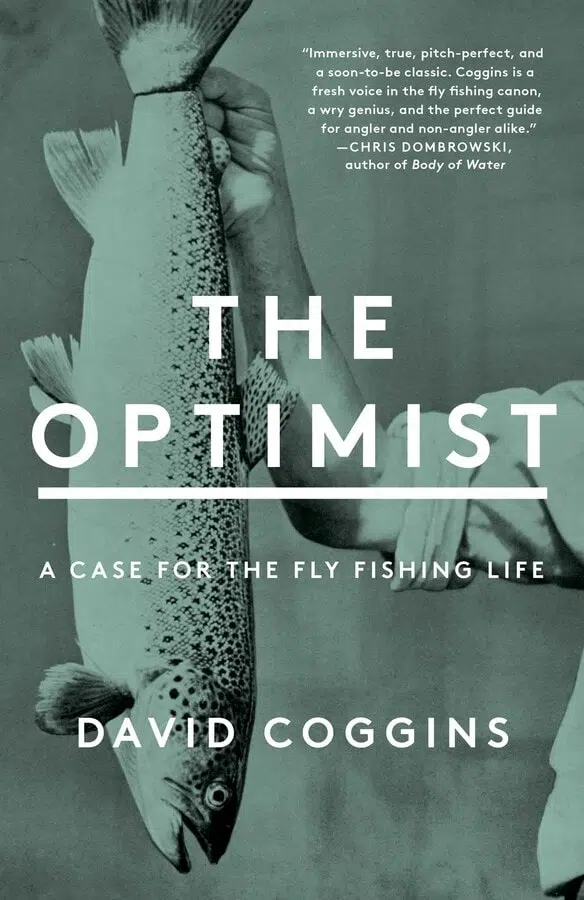 “Immersive, true, pitch-perfect, and
a soon-to-be classic. Coggins is a
fresh voice in the fly fishing canon,
a wry genius, and the perfect guide
for angler and non-angler alike.”
—CHRIS DOMBROWSKI,
author of Body of Water
THE
OPTIMIST
A CASE FOR THE FLY FISHING LIFE
DAVID COGGINS